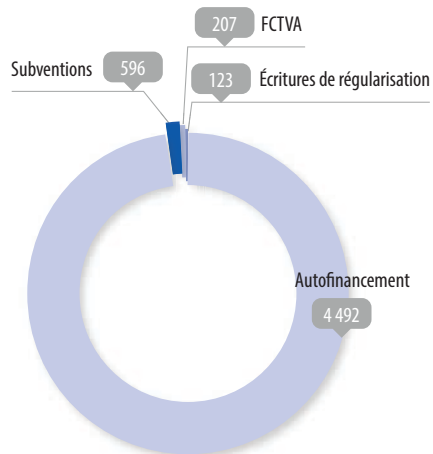 207 FCTVA
Subventions 596
123 Écritures de régularisation
Autofinancement
4 492